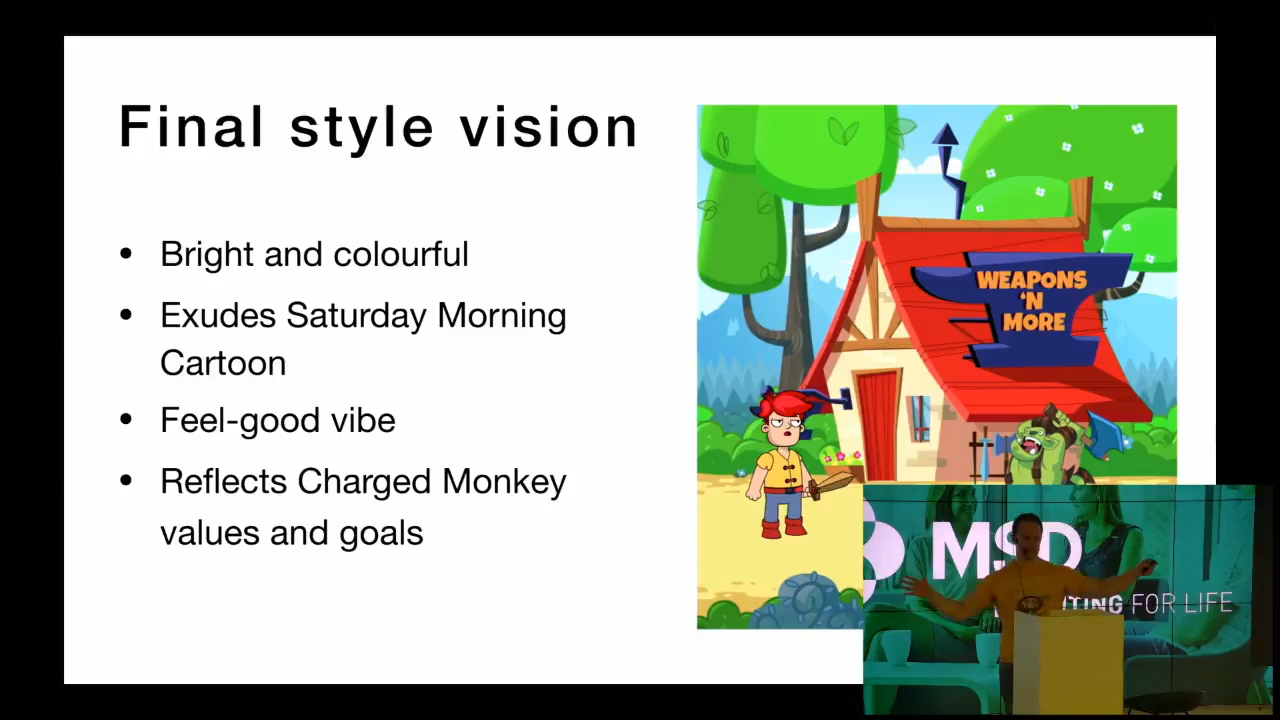 Final style vision
• Bright and colourful
• Exudes Saturday Morning
Cartoon
• Feel-good vibe
• Reflects Charged Monkey
values and goals
WEAPONS
'N
MORE
MSD
FOR LIFE